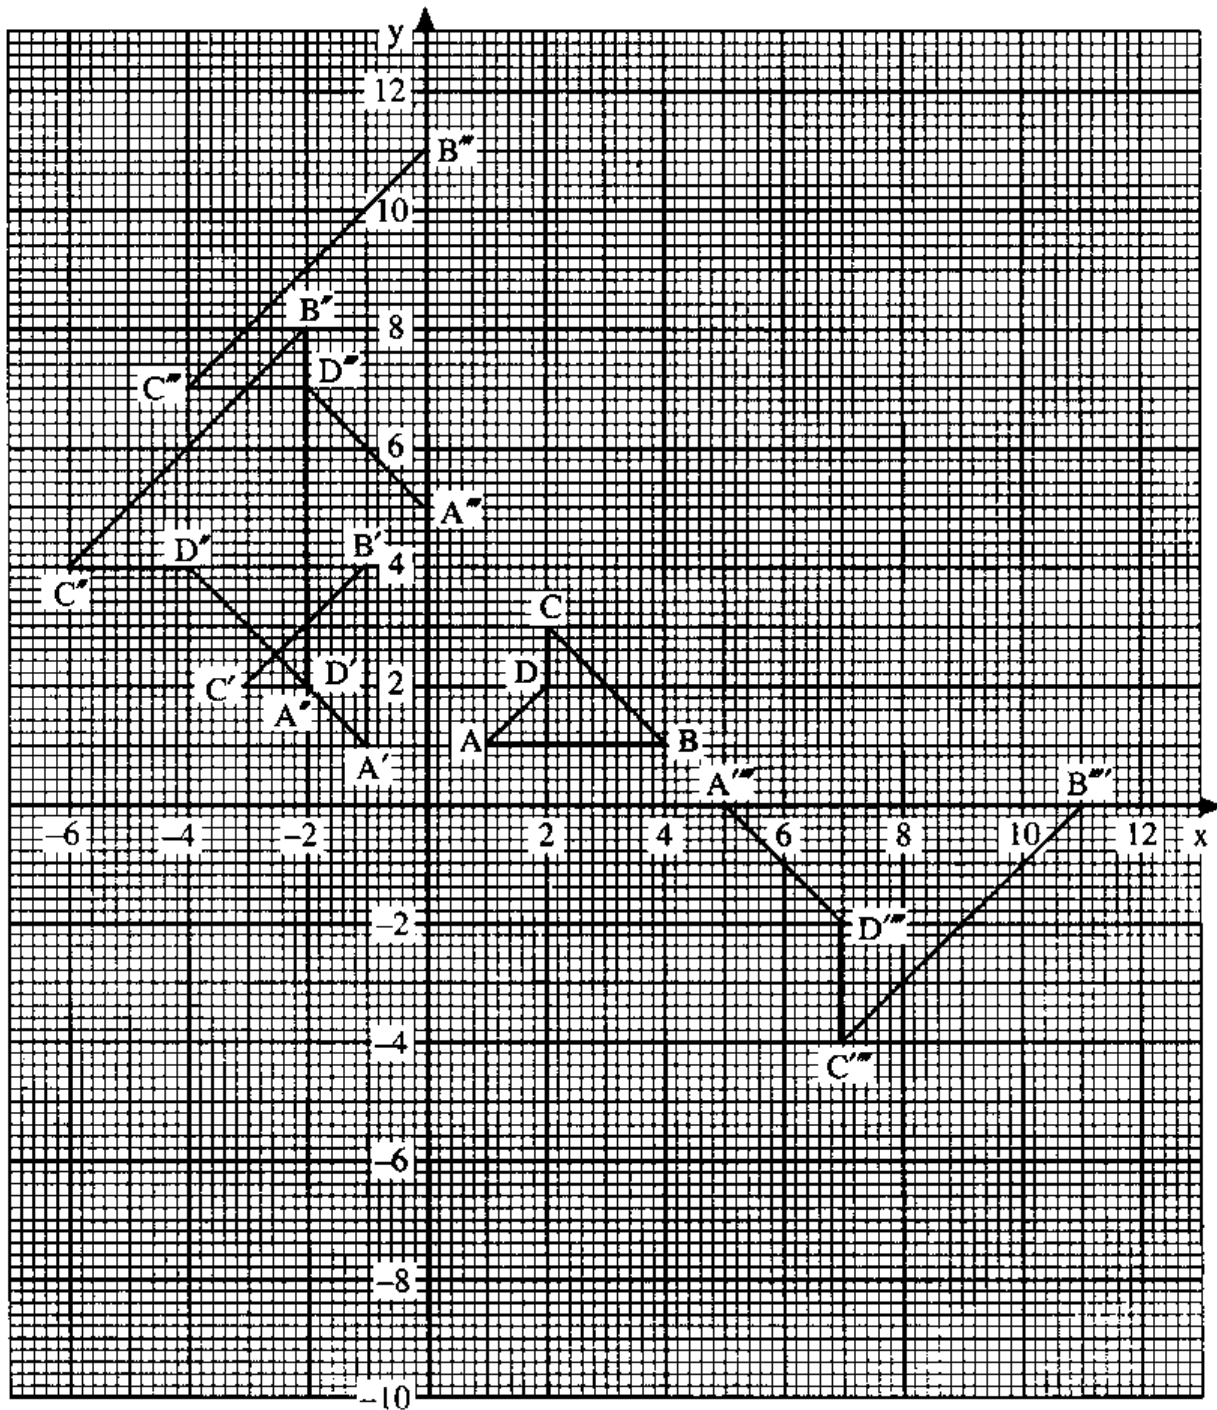 y
12
B‴
10
B″
8
C‴ D‴
6
A‴
D″ B′ 4
C″
C
C′ D′ D 2
A″
A B
A′
A′‴ B′‴
–6 –4 –2 2 4 6 8 10 12 x
–2 D′‴
–4
C′‴
–6
–8
–10